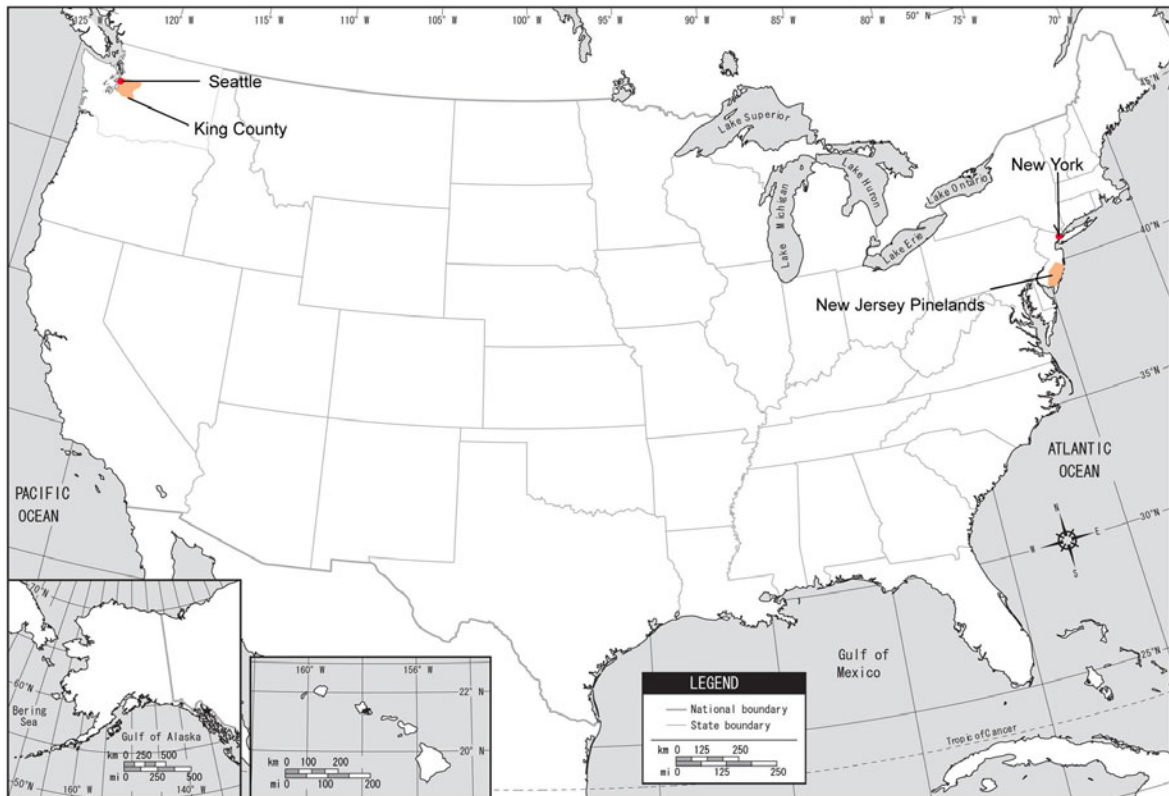 125° W
120° W
115° W
110° W
105° W
100° W
95° W
90° W
85° W
80° W
50° N
75° W
70° W
45°N
Seattle
King County
Lake Superior
Lake Huron
Lake Michigan
Lake Ontario
Lake Erie
New York
40°N
New Jersey Pinelands
35°N
ATLANTIC
OCEAN
PACIFIC
OCEAN
N
W
E
S
30°N
Gulf of
Mexico
25°N
Tropic of Cancer
70°N
60°N
Bering
Sea
Gulf of Alaska
km 0 250 500
mi 0 250 500
50°N
160° W
140° W
160° W
156° W
22° N
20° N
km 0 100 200
mi 0 100 200
LEGEND
National boundary
State boundary
km 0 125 250
mi 0 125 250